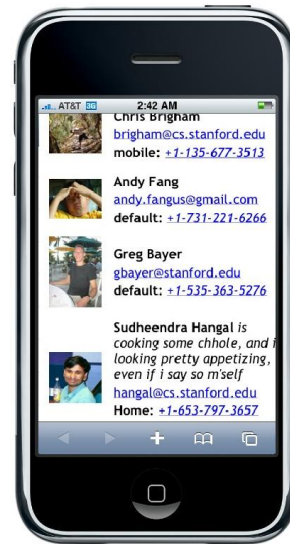 AT&T 3G 2:42 AM
Chris Brigham
brigham@cs.stanford.edu
mobile: +1-135-677-3513
Andy Fang
andy.fangus@gmail.com
default: +1-731-221-6266
Greg Bayer
gbayer@stanford.edu
default: +1-535-363-5276
Sudheendra Hangal is
cooking some chhole, and i
looking pretty appetizing,
even if i say so m'self
hangal@cs.stanford.edu
Home: +1-653-797-3657